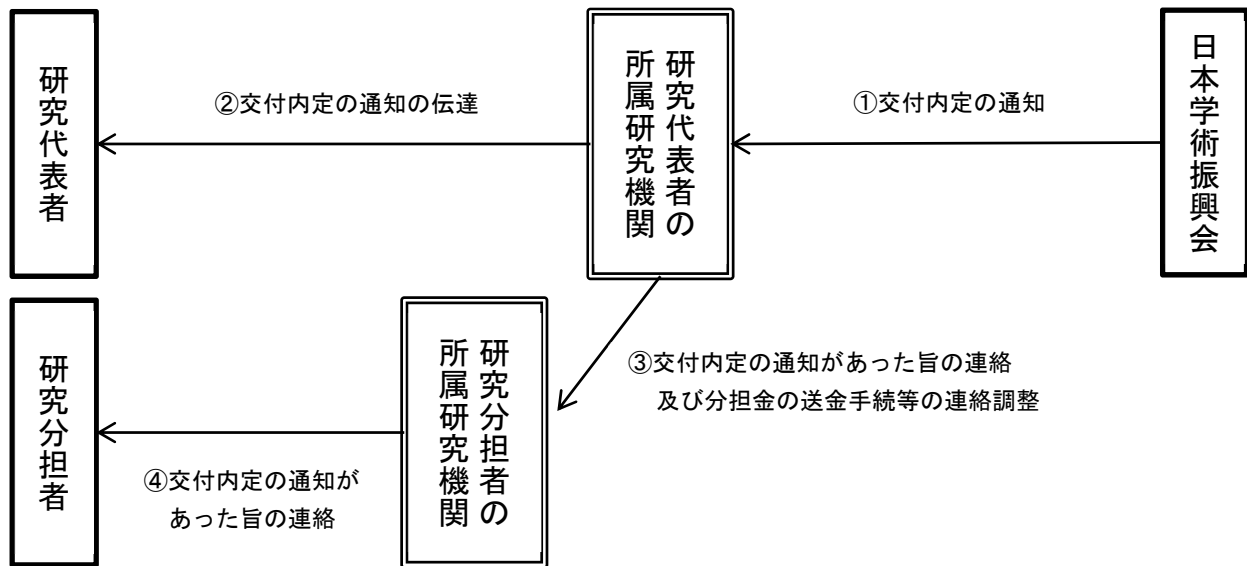 研究代表者
②交付内定の通知の伝達
研究代表者の
所属研究機関
①交付内定の通知
日本学術振興会
研究分担者
④交付内定の通知が
あった旨の連絡
研究分担者の
所属研究機関
③交付内定の通知があった旨の連絡
及び分担金の送金手続等の連絡調整